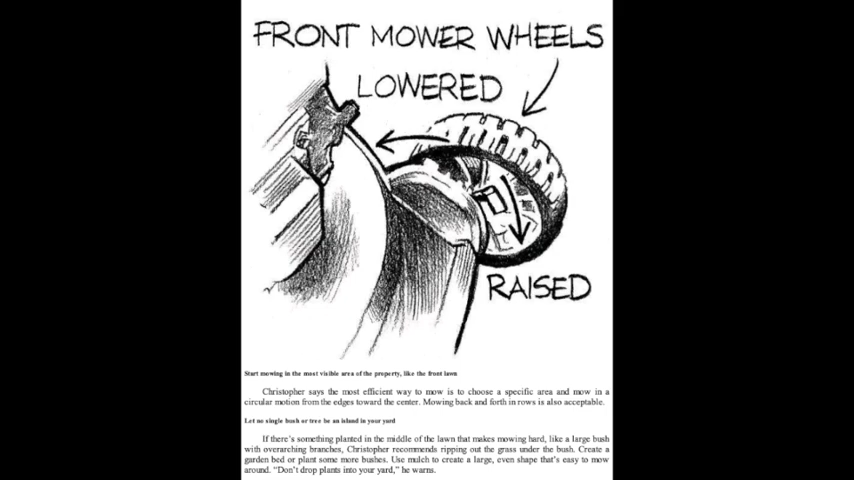 FRONT MOWER WHEELS
LOWERED
RAISED
Start mowing in the most visible area of the property, like the front lawn
Christopher says the most efficient way to mow is to choose a specific area and mow in a
circular motion from the edges toward the center. Mowing back and forth in rows is also acceptable.
Let no single bush or tree be an island in your yard
If there's something planted in the middle of the lawn that makes mowing hard, like a large bush
with overarching branches, Christopher recommends ripping out the grass under the bush. Create a
garden bed or plant some more bushes. Use mulch to create a large, even shape that's easy to mow
around. “Don't drop plants into your yard,” he warns.